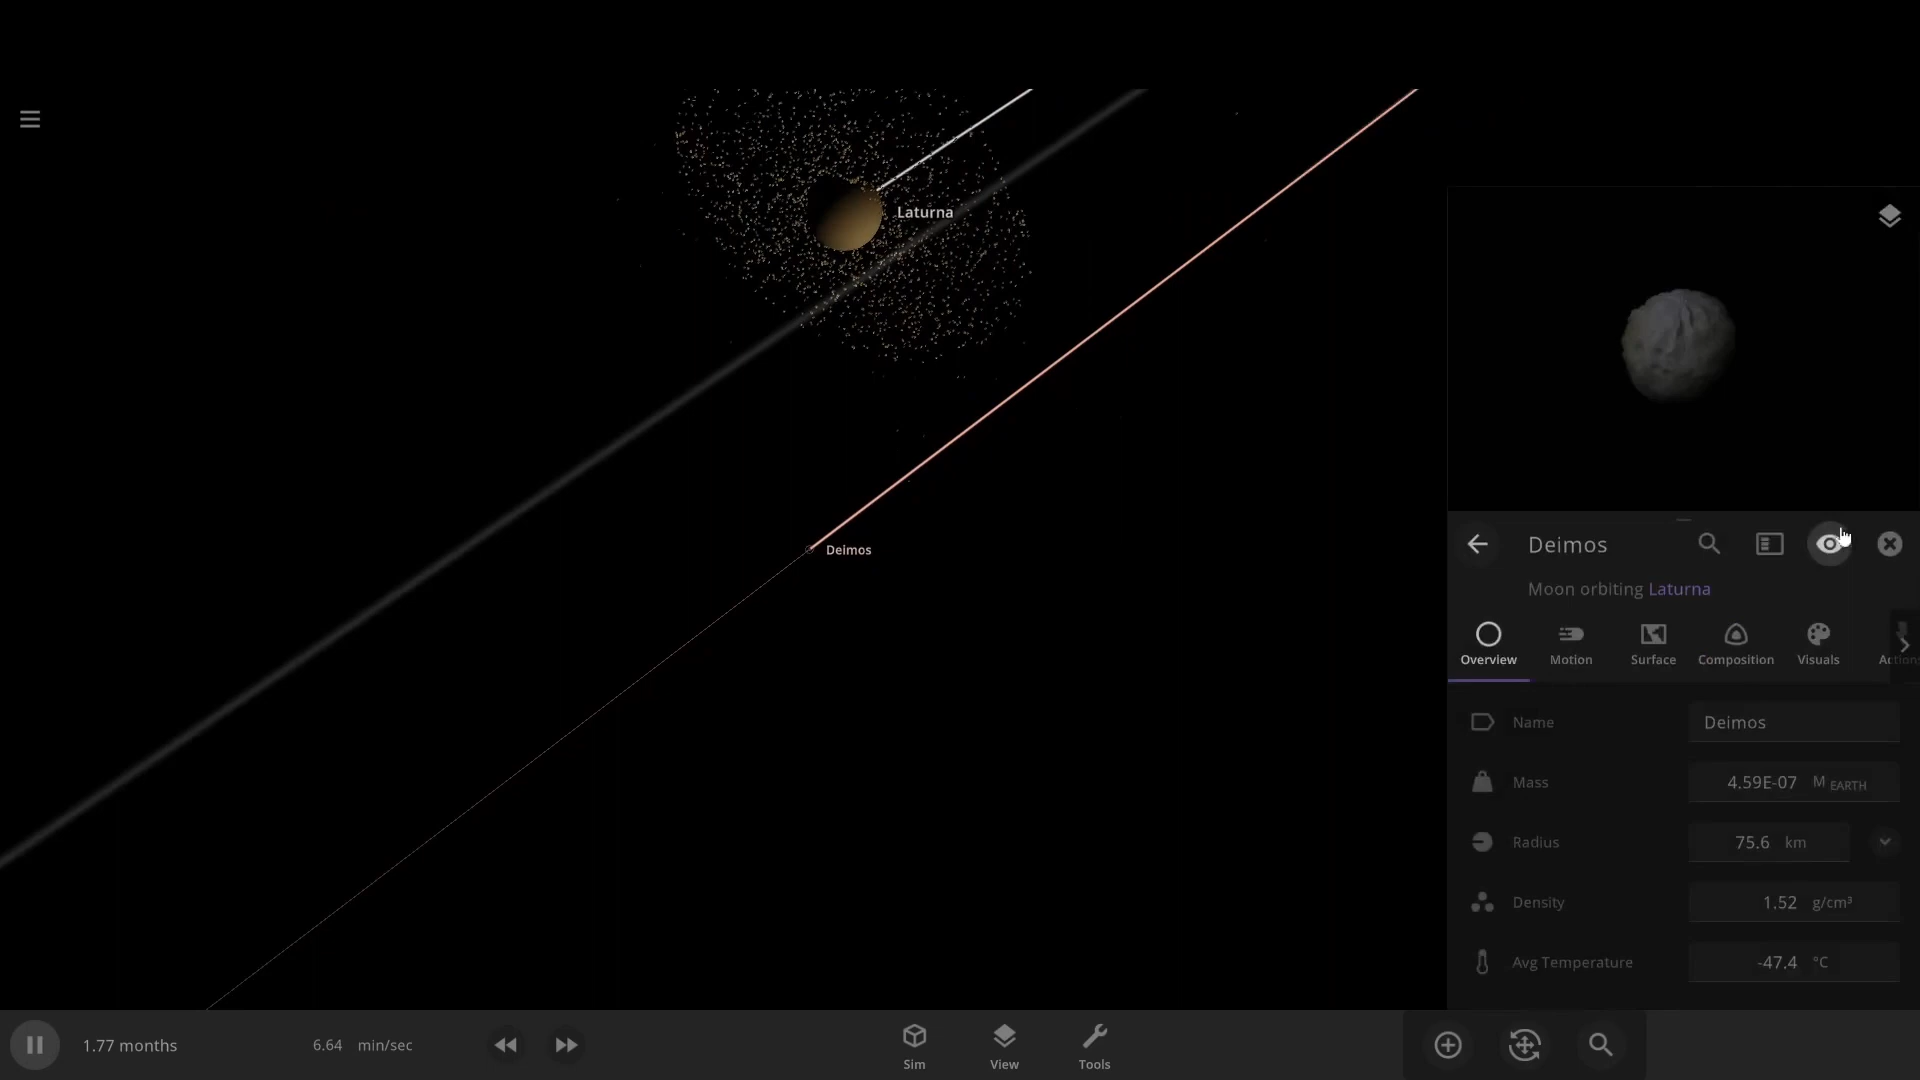 Laturna
Deimos
Deimos
Moon orbiting Laturna
Overview
Motion
Surface
Composition
Visuals
Name
Deimos
Mass
4.59E-07 M EARTH
Radius
75.6 km
Density
1.52 g/cm³
Avg Temperature
-47.4 °C
1.77 months
6.64 min/sec
Sim
View
Tools